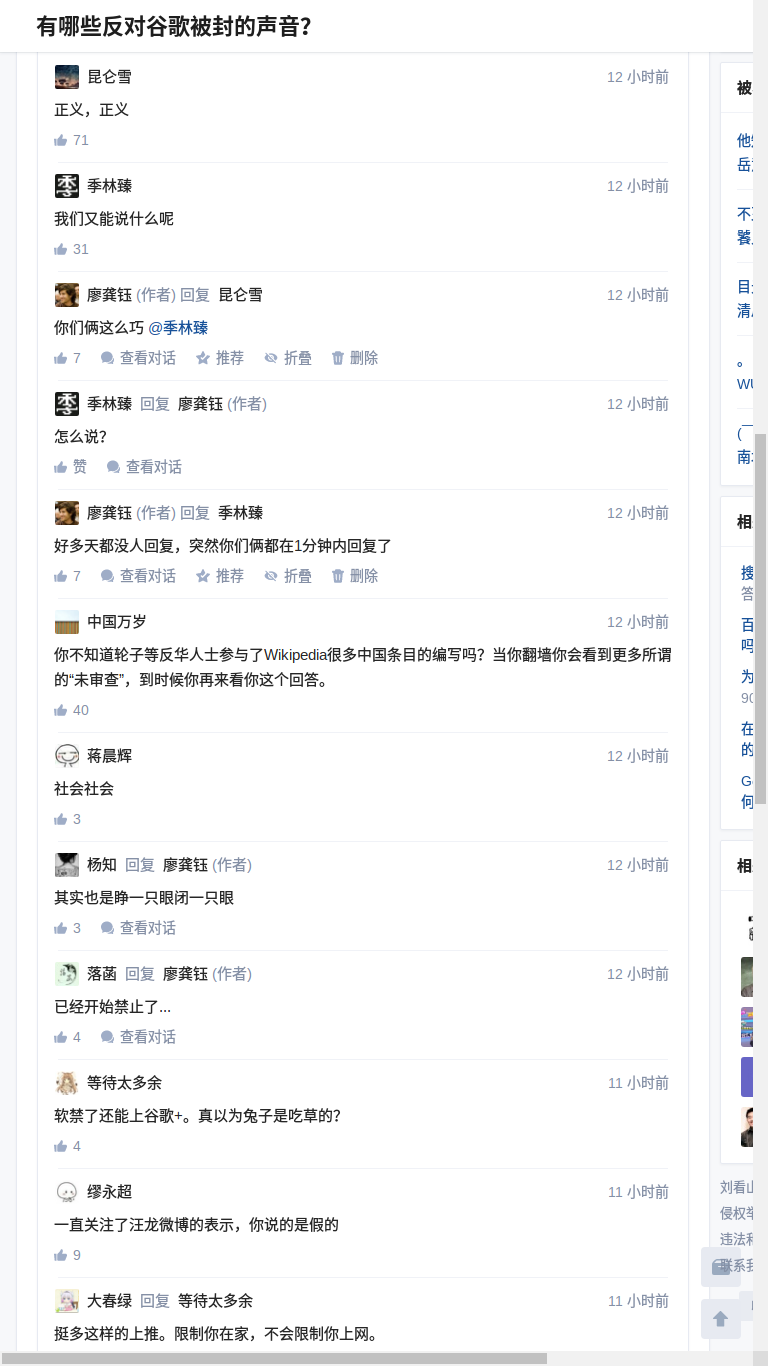 有哪些反对谷歌被封的声音？
昆仑雪 12 小时前
正义，正义
71
季林臻 12 小时前
我们又能说什么呢
31
廖龚钰 (作者) 回复 昆仑雪 12 小时前
你们俩这么巧 @季林臻
7 查看对话 推荐 折叠 删除
季林臻 回复 廖龚钰 (作者) 12 小时前
怎么说？
赞 查看对话
廖龚钰 (作者) 回复 季林臻 12 小时前
好多天都没人回复，突然你们俩都在1分钟内回复了
7 查看对话 推荐 折叠 删除
中国万岁 12 小时前
你不知道轮子等反华人士参与了Wikipedia很多中国条目的编写吗？当你翻墙你会看到更多所谓
的“未审查”，到时候你再来看你这个回答。
40
蒋晨辉 12 小时前
社会社会
3
杨知 回复 廖龚钰 (作者) 12 小时前
其实也是睁一只眼闭一只眼
3 查看对话
落菡 回复 廖龚钰 (作者) 12 小时前
已经开始禁止了...
4 查看对话
等待太多余 11 小时前
软禁了还能上谷歌+。真以为兔子是吃草的？
4
缪永超 11 小时前
一直关注了汪龙微博的表示，你说的是假的
9
大春绿 回复 等待太多余 11 小时前
挺多这样的上推。限制你在家，不会限制你上网。
被
他
岳
不
目
清
。
WU
南
相
搜
答
百
吗
为
90
在
的
何
相
刘看山
侵权
违法
联系